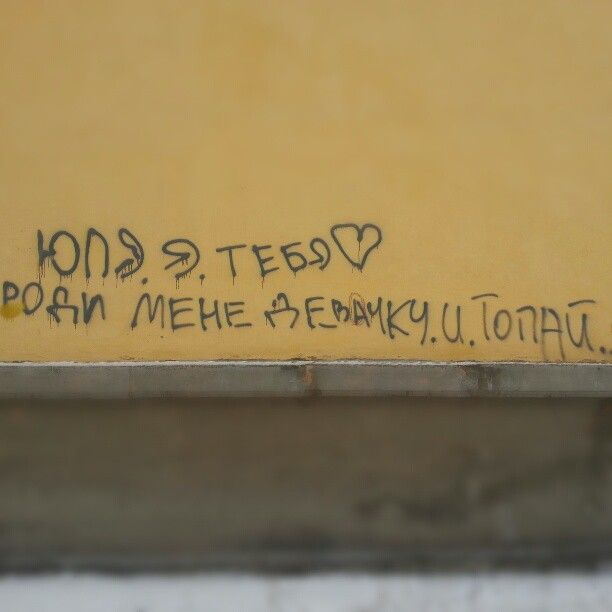 ЮЛЯ. Я. ТЕБЯ♡
РОДИ МЕНЕ ДЕВАЧКУ. И. ТОПАЙ..